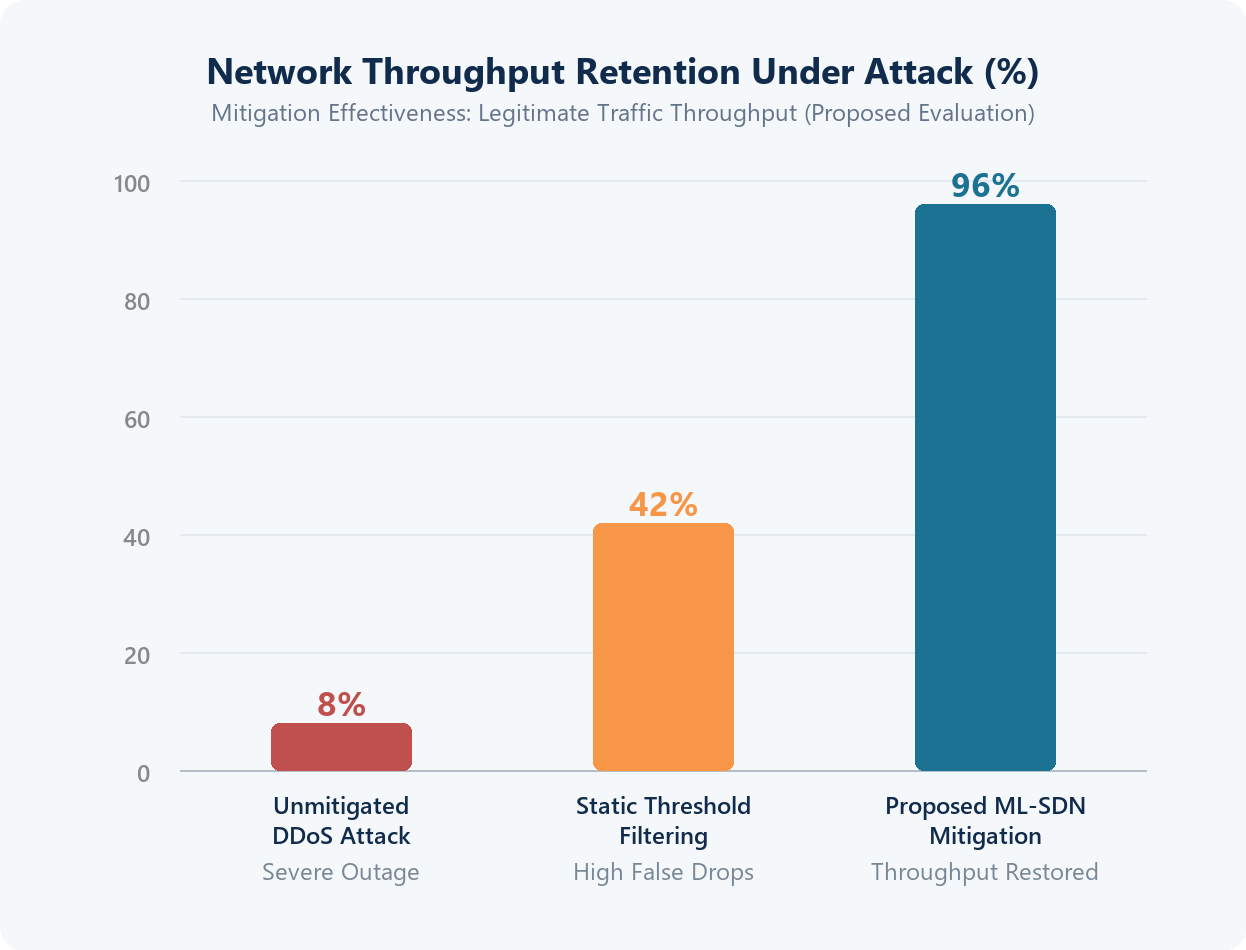 Network Throughput Retention Under Attack (%)
Mitigation Effectiveness: Legitimate Traffic Throughput (Proposed Evaluation)
100
80
60
40
20
0
8%
42%
96%
Unmitigated
DDoS Attack
Severe Outage
Static Threshold
Filtering
High False Drops
Proposed ML-SDN
Mitigation
Throughput Restored